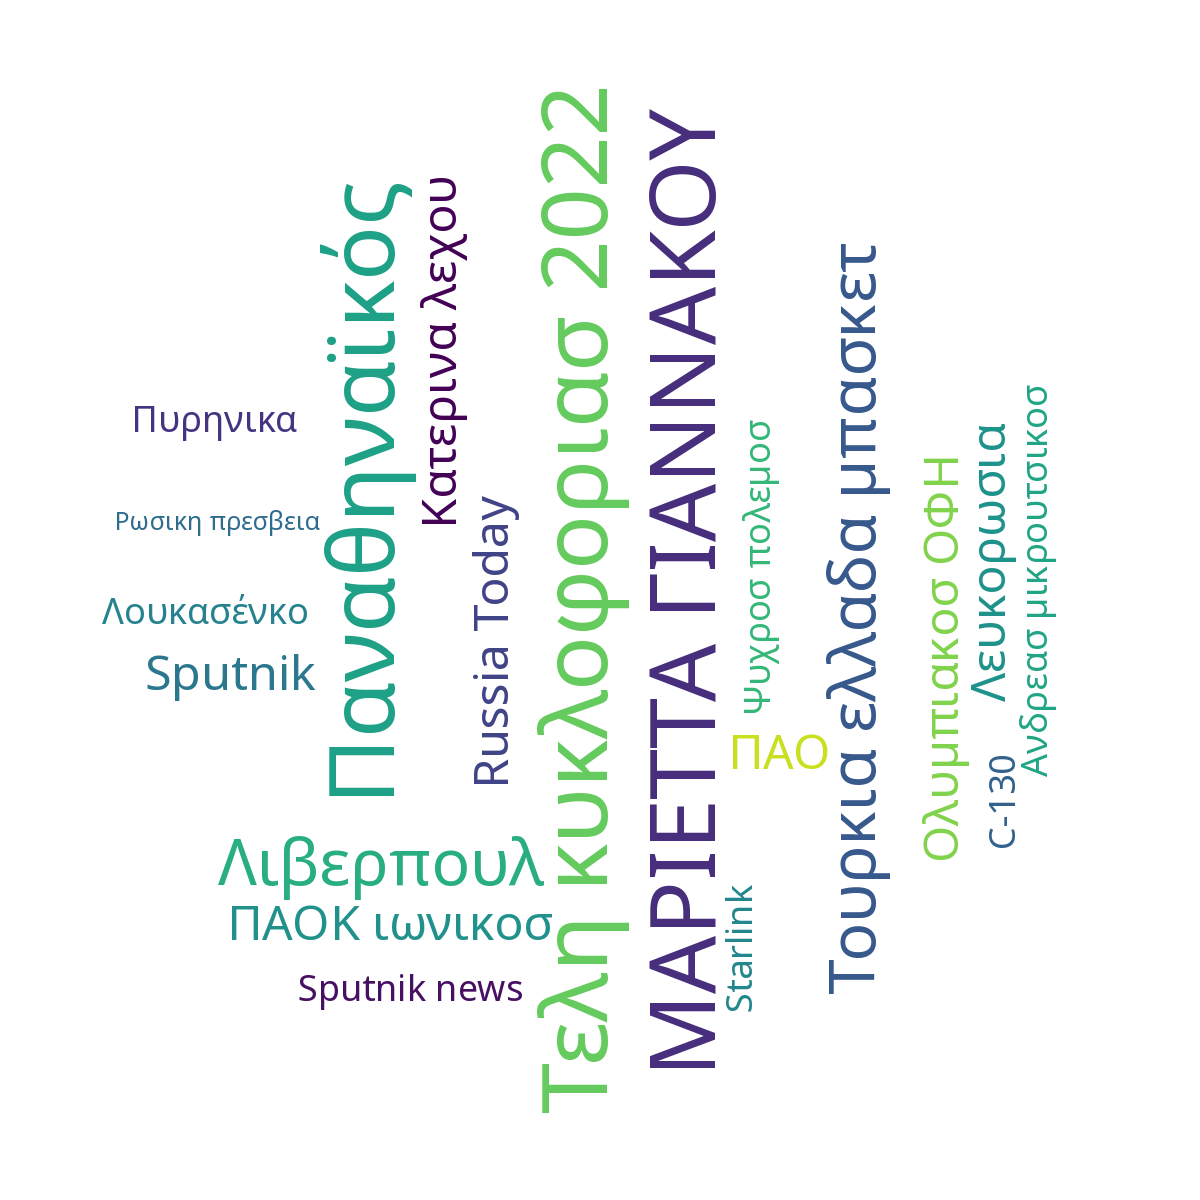 Πυρηνικα
Ρωσικη πρεσβεια
Λουκασένκο
Sputnik
Παναθηναϊκός
Κατερινα λεχου
Russia Today
Λιβερπουλ
ΠΑΟΚ ιωνικοσ
Sputnik news
Τελη κυκλοφοριασ 2022
ΜΑΡΙΕΤΤΑ ΓΙΑΝΝΑΚΟΥ
Ψυχροσ πολεμοσ
ΠΑΟ
Starlink
Τουρκια ελλαδα μπασκετ
Ολυμπιακοσ ΟΦΗ
Λευκορωσια
C-130
Ανδρεασ μικρουτσικοσ